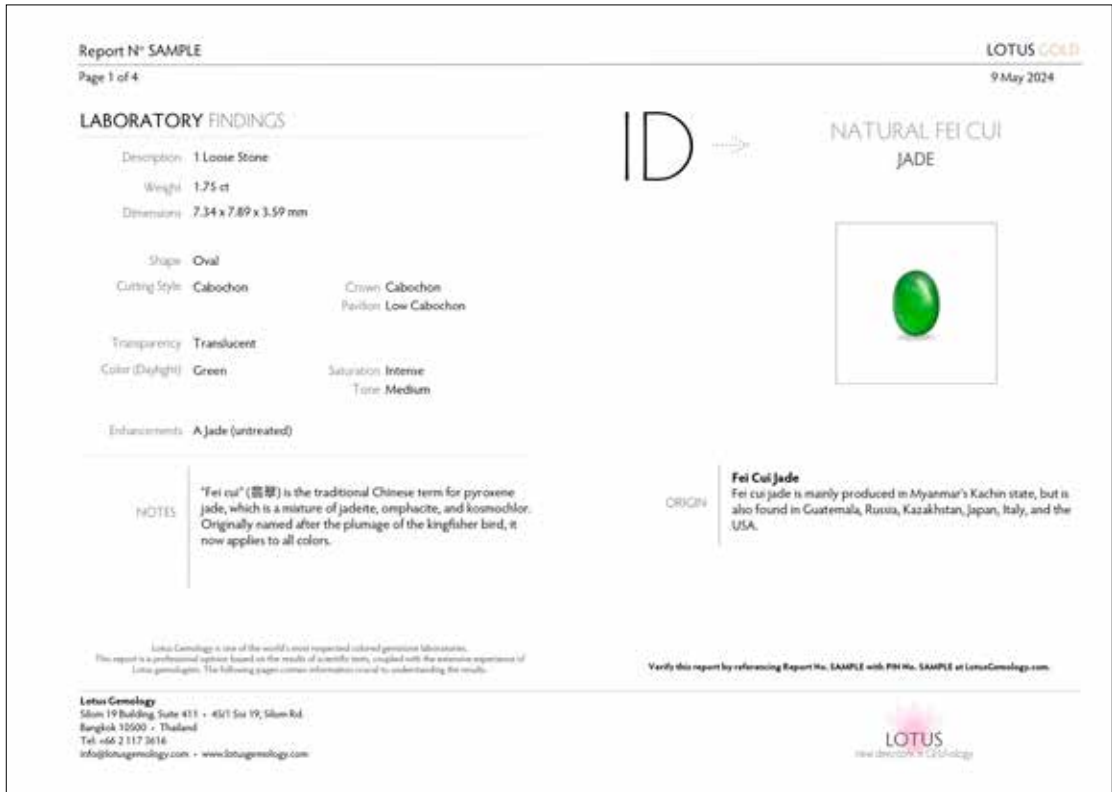 Report Nº SAMPLE
LOTUS GOLD
Page 1 of 4
9 May 2024
LABORATORY FINDINGS
Description 1 Loose Stone
Weight 1.75 ct
Dimensions 7.34 x 7.89 x 3.59 mm
Shape Oval
Cutting Style Cabochon
Crown Cabochon
Pavilion Low Cabochon
Transparency Translucent
Color (Daylight) Green
Saturation Intense
Tone Medium
Enhancements A Jade (untreated)
NOTES
"Fei cui" (翡翠) is the traditional Chinese term for pyroxene
jade, which is a mixture of jadeite, omphacite, and kosmochlor.
Originally named after the plumage of the kingfisher bird, it
now applies to all colors.
ID
NATURAL FEI CUI
JADE
ORIGIN
Fei Cui Jade
Fei cui jade is mainly produced in Myanmar's Kachin state, but is
also found in Guatemala, Russia, Kazakhstan, Japan, Italy, and the
USA.
Lotus Gemology is one of the world's most respected colored gemstone laboratories.
This report is a professional opinion based on the results of scientific tests, coupled with the extensive experience of
Lotus gemologists. The following pages contain information crucial to understanding the results.
Verify this report by referencing Report No. SAMPLE with PIN No. SAMPLE at LotusGemology.com.
Lotus Gemology
Silom 19 Building, Suite 411 • 45/1 Soi 19, Silom Rd.
Bangkok 10500 • Thailand
Tel: +66 2 117 3616
info@lotusgemology.com • www.lotusgemology.com
LOTUS
new directions in GEMology